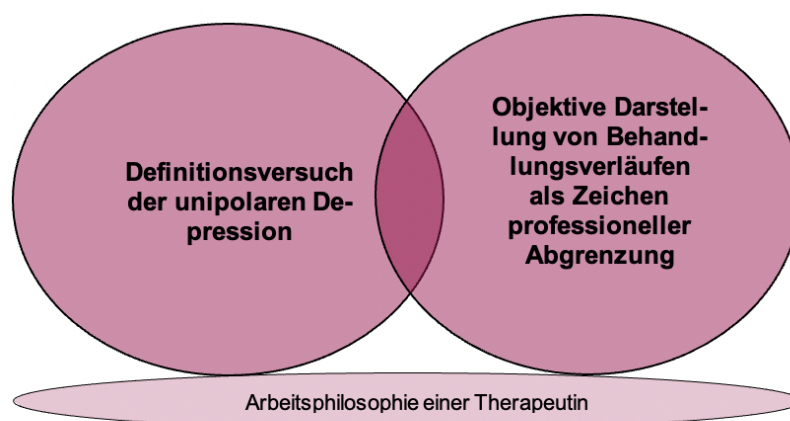 Definitionsversuch
der unipolaren De-
pression
Objektive Darstel-
lung von Behand-
lungsverläufen
als Zeichen
professioneller
Abgrenzung
Arbeitsphilosophie einer Therapeutin